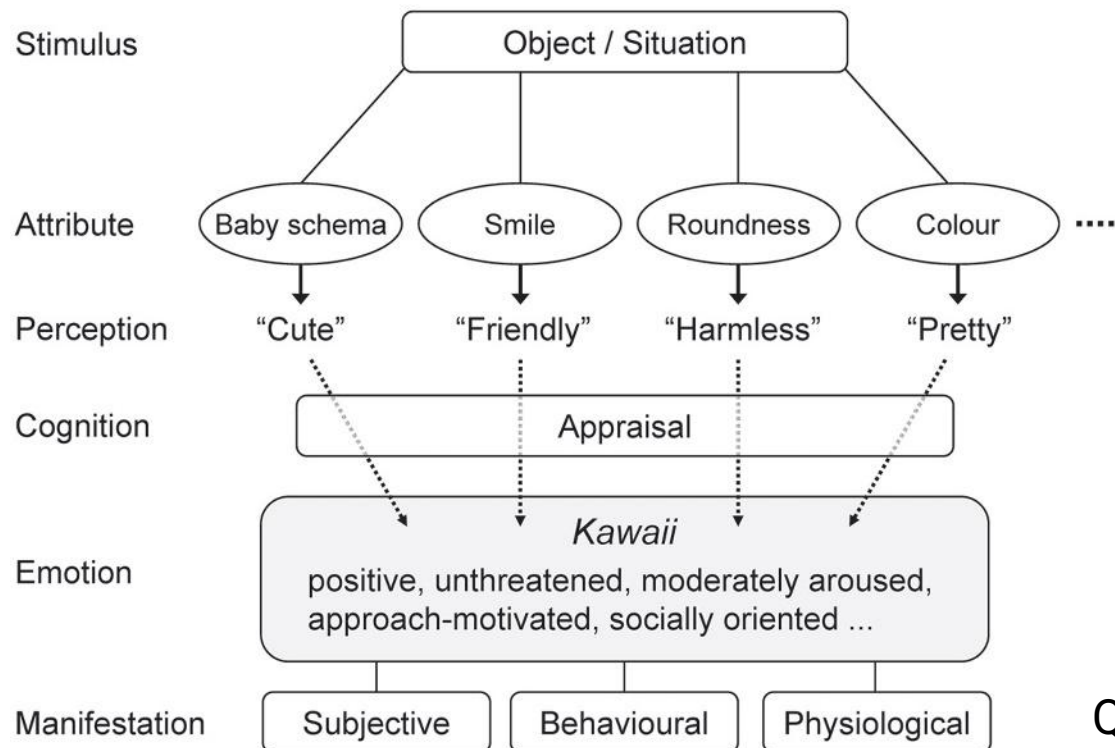 Stimulus
Object / Situation
Attribute
Baby schema
Smile
Roundness
Colour
....
Perception
“Cute”
“Friendly”
“Harmless”
“Pretty”
Cognition
Appraisal
Emotion
Kawaii
positive, unthreatened, moderately aroused,
approach-motivated, socially oriented ...
Manifestation
Subjective
Behavioural
Physiological